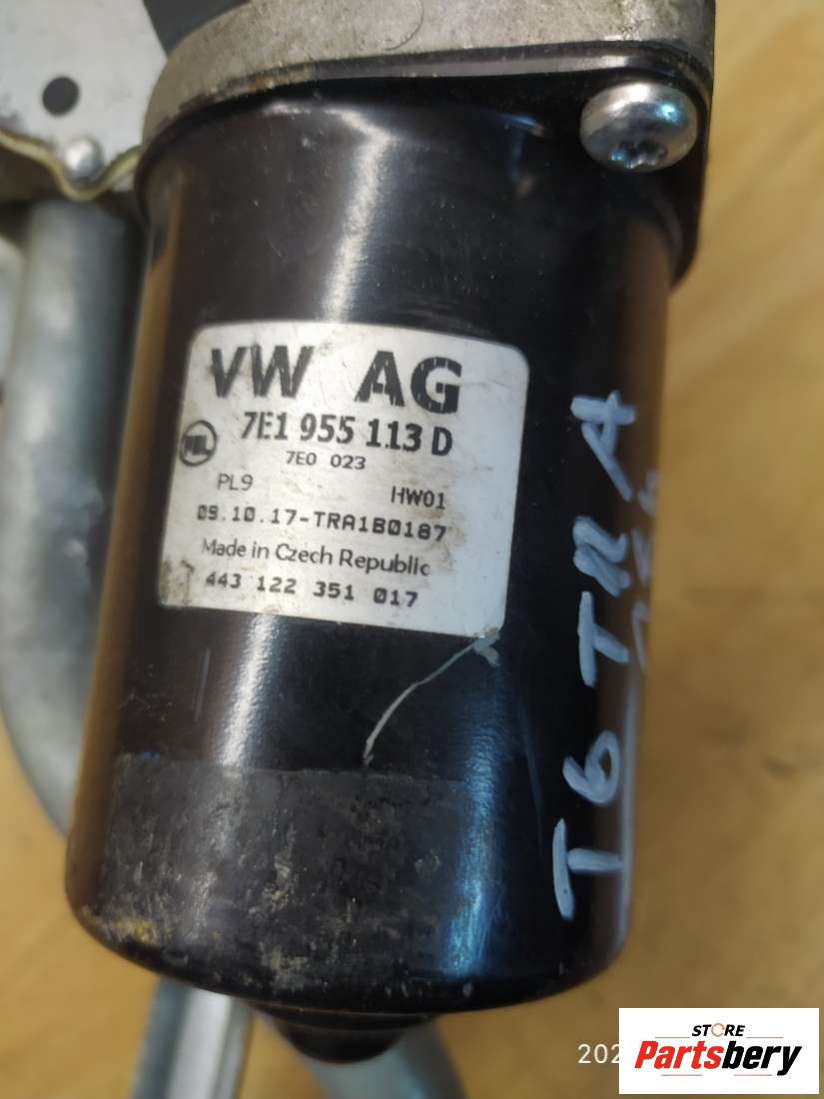 VW AG
7E1 955 113 D
7E0 023
PL9 HW01
09.10.17-TRA1B0187
Made in Czech Republic
443 122 351 017
T6 TRA
202
STORE
Partsbery